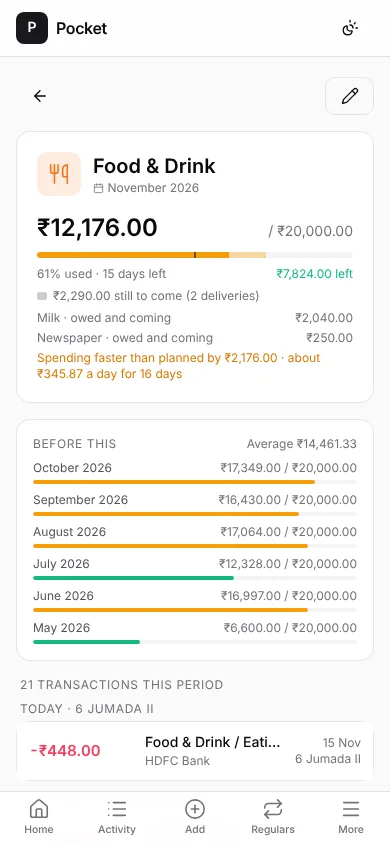 P Pocket
Food & Drink
November 2026
₹12,176.00 / ₹20,000.00
61% used · 15 days left ₹7,824.00 left
₹2,290.00 still to come (2 deliveries)
Milk · owed and coming ₹2,040.00
Newspaper · owed and coming ₹250.00
Spending faster than planned by ₹2,176.00 · about
₹345.87 a day for 16 days
BEFORE THIS Average ₹14,461.33
October 2026 ₹17,349.00 / ₹20,000.00
September 2026 ₹16,430.00 / ₹20,000.00
August 2026 ₹17,064.00 / ₹20,000.00
July 2026 ₹12,328.00 / ₹20,000.00
June 2026 ₹16,997.00 / ₹20,000.00
May 2026 ₹6,600.00 / ₹20,000.00
21 TRANSACTIONS THIS PERIOD
TODAY · 6 JUMADA II
-₹448.00 Food & Drink / Eati... 15 Nov
HDFC Bank 6 Jumada II
Home Activity Add Regulars More